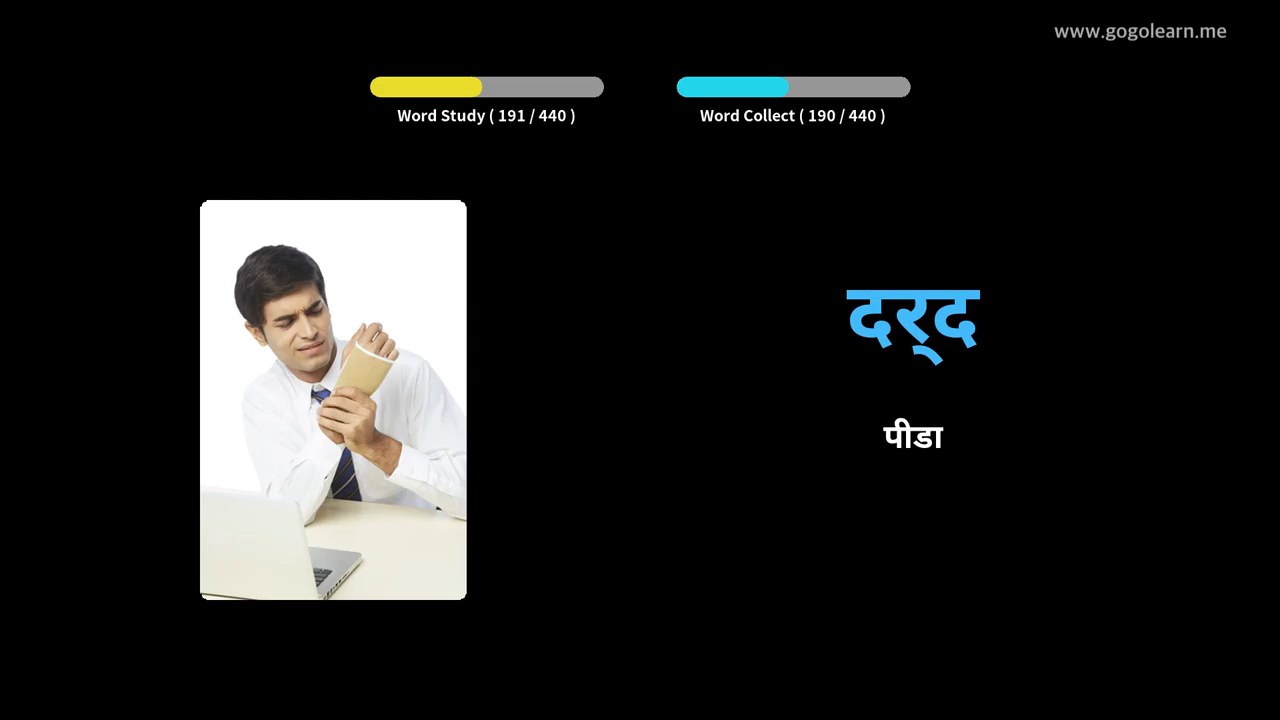 www.gogolearn.me
Word Study ( 191 / 440 )
Word Collect ( 190 / 440 )
दर्‌द
पीडा